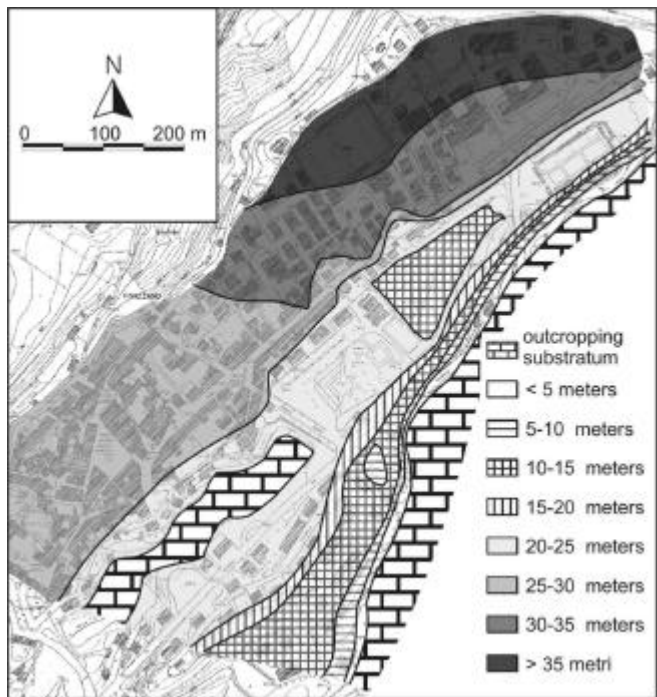 N
0 100 200 m
outcropping
substratum
< 5 meters
5-10 meters
10-15 meters
15-20 meters
20-25 meters
25-30 meters
30-35 meters
> 35 metri